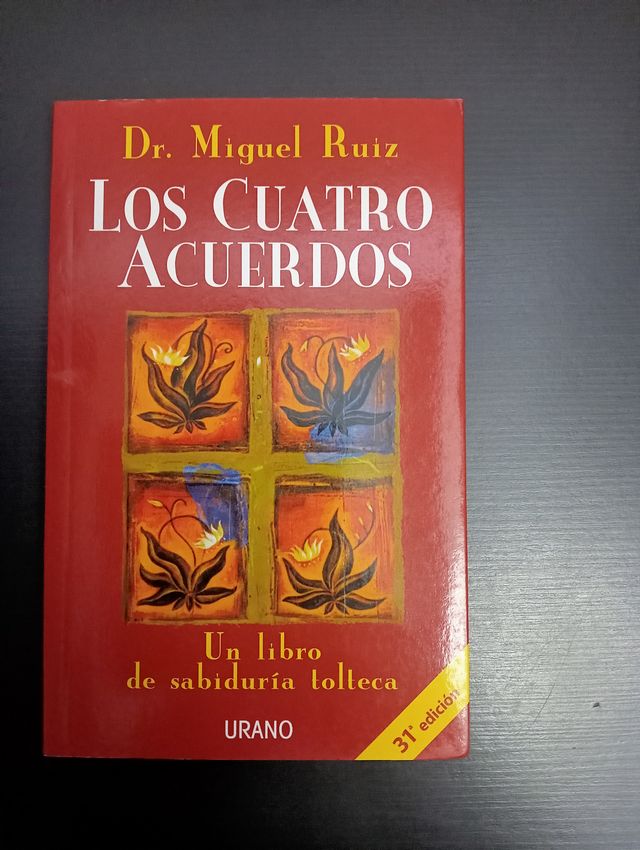 Dr. Miguel Ruiz
LOS CUATRO
ACUERDOS
Un libro
de sabiduría tolteca
31ª edición
URANO